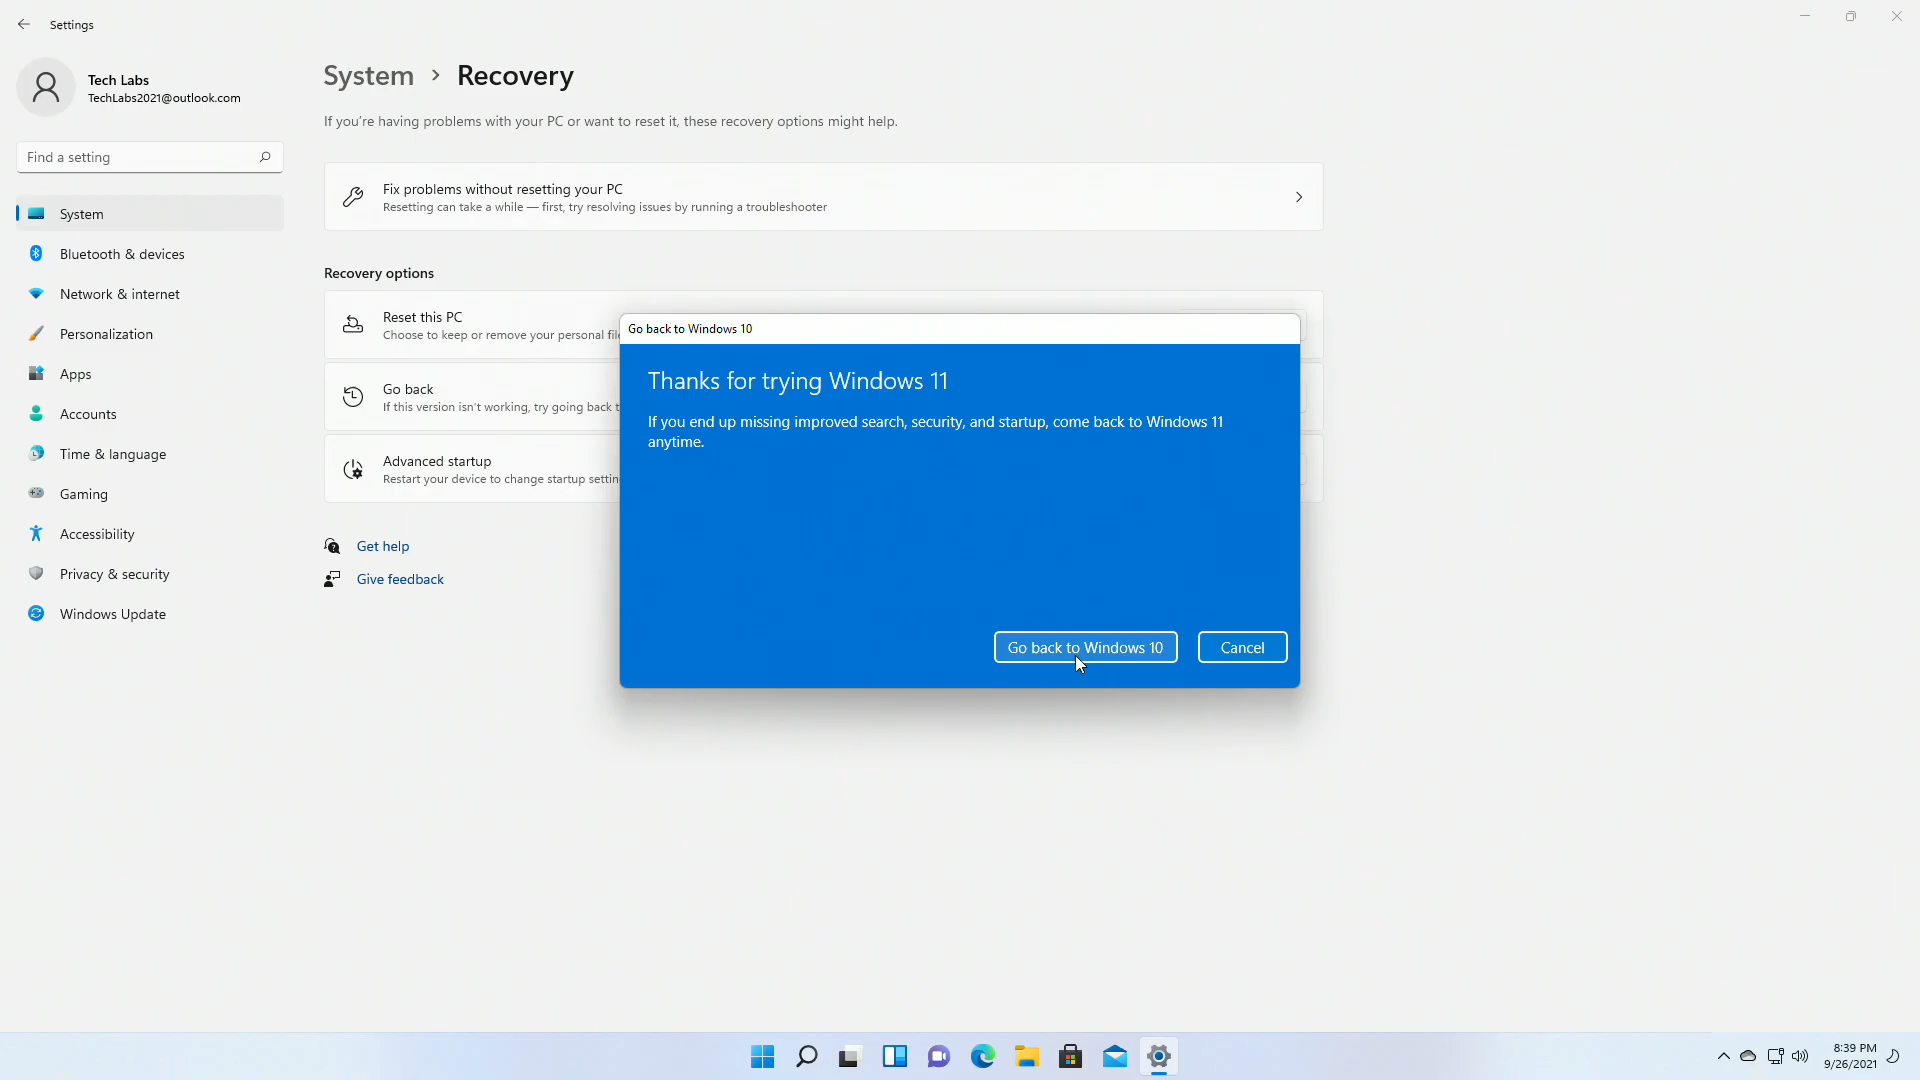 Settings
Tech Labs
TechLabs2021@outlook.com
Find a setting
System
Bluetooth & devices
Network & internet
Personalization
Apps
Accounts
Time & language
Gaming
Accessibility
Privacy & security
Windows Update
System > Recovery
If you're having problems with your PC or want to reset it, these recovery options might help.
Fix problems without resetting your PC
Resetting can take a while — first, try resolving issues by running a troubleshooter
Recovery options
Reset this PC
Choose to keep or remove your personal
Go back
If this version isn't working, try going back
Advanced startup
Restart your device to change startup
Get help
Give feedback
Go back to Windows 10
Thanks for trying Windows 11
If you end up missing improved search, security, and startup, come back to Windows 11
anytime.
Go back to Windows 10
Cancel
8:39 PM
9/26/2021